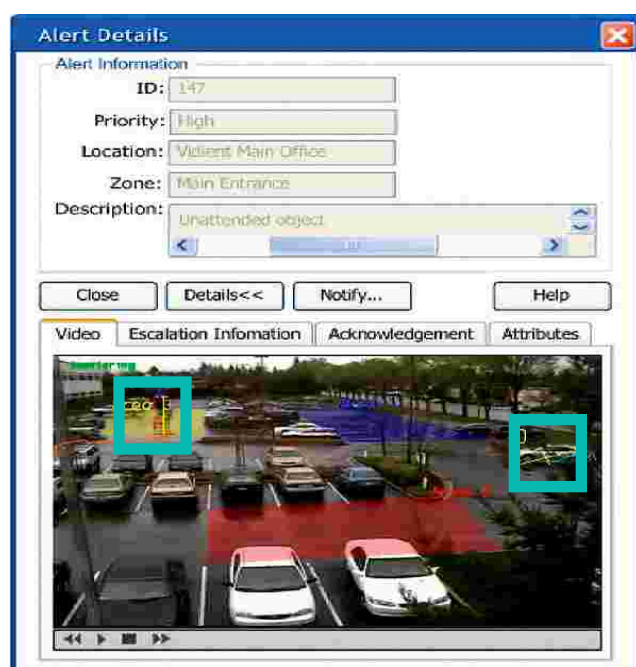 Alert Details
Alert Information
ID: 147
Priority: High
Location: Vidient Main Office
Zone: Main Entrance
Description: Unattended object
Close Details<< Notify... Help
Video Escalation Infomation Acknowledgement Attributes
Monitoring